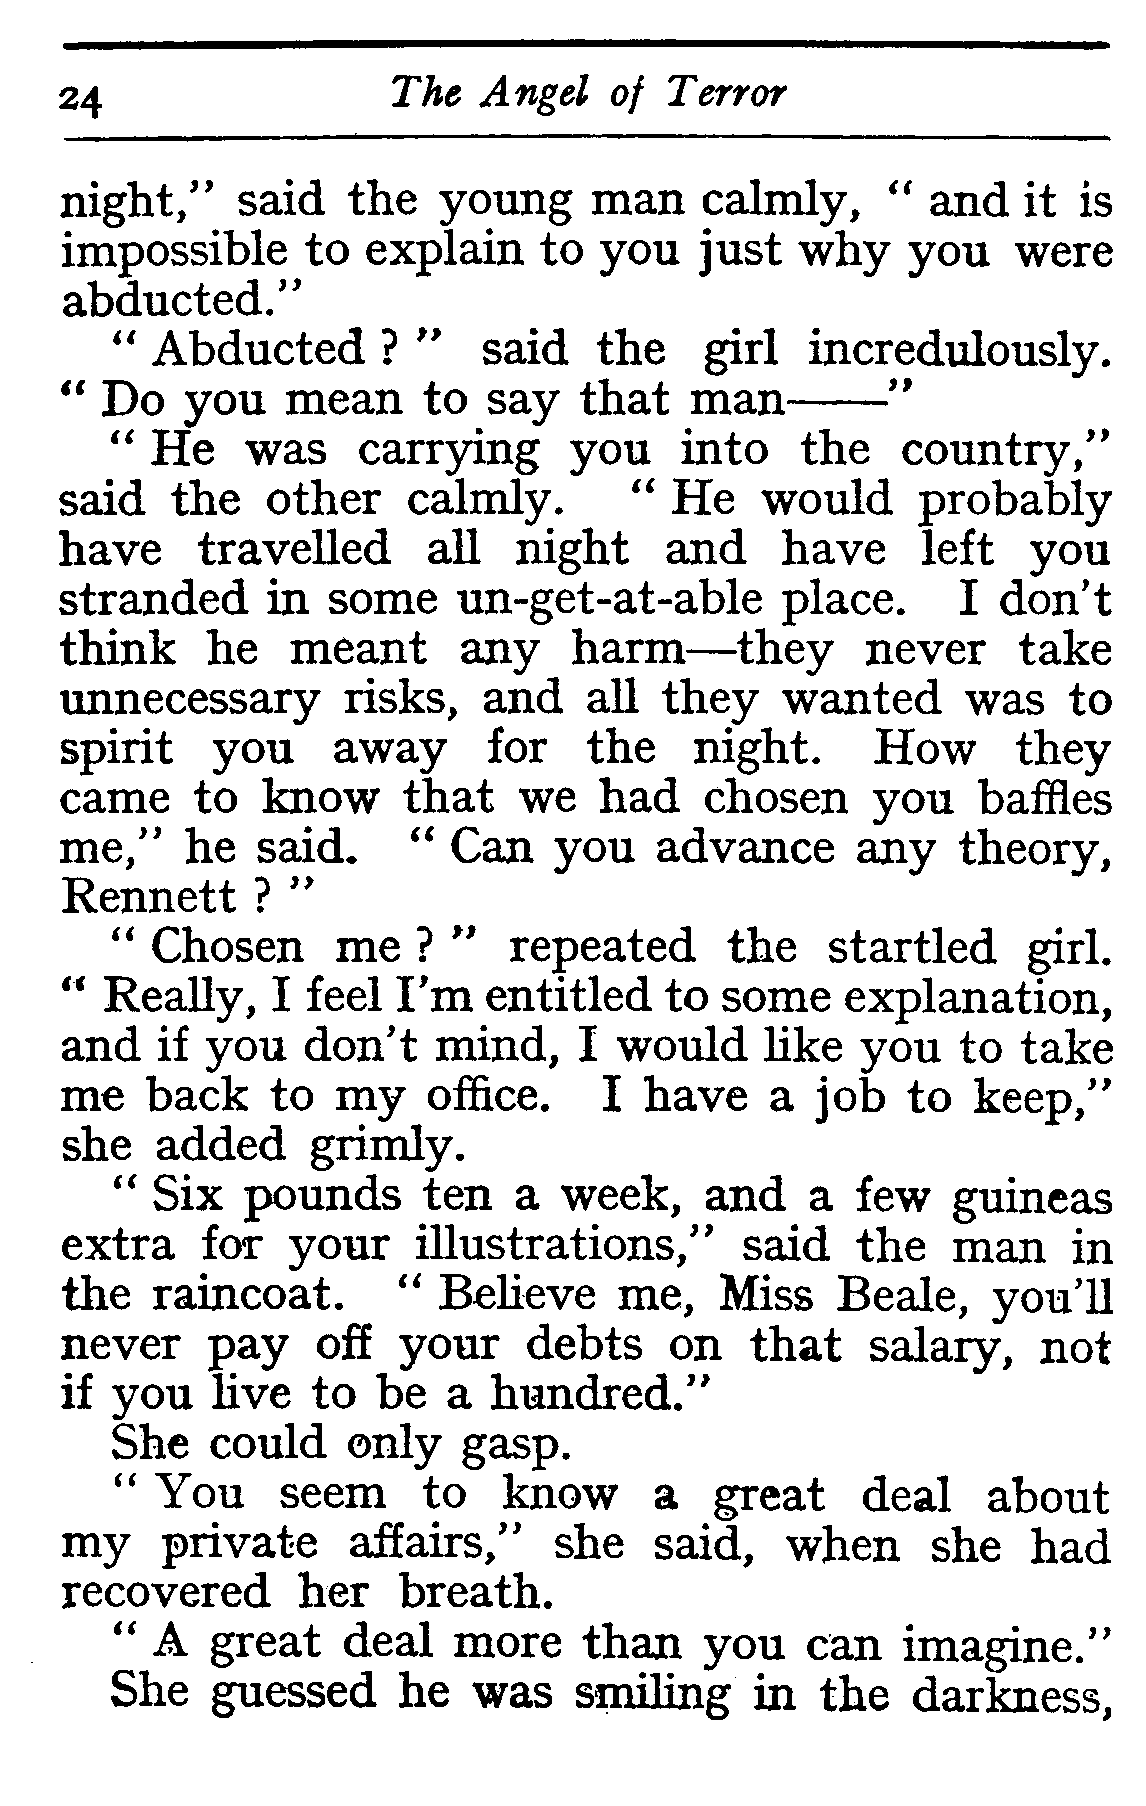 24 The Angel of Terror
night,” said the young man calmly, “ and it is
impossible to explain to you just why you were
abducted.”
“ Abducted ? ” said the girl incredulously.
“ Do you mean to say that man——”
“ He was carrying you into the country,”
said the other calmly. “ He would probably
have travelled all night and have left you
stranded in some un-get-at-able place. I don’t
think he meant any harm—they never take
unnecessary risks, and all they wanted was to
spirit you away for the night. How they
came to know that we had chosen you baffles
me,” he said. “ Can you advance any theory,
Rennett ? ”
“ Chosen me ? ” repeated the startled girl.
“ Really, I feel I’m entitled to some explanation,
and if you don’t mind, I would like you to take
me back to my office. I have a job to keep,”
she added grimly.
“ Six pounds ten a week, and a few guineas
extra for your illustrations,” said the man in
the raincoat. “ Believe me, Miss Beale, you’ll
never pay off your debts on that salary, not
if you live to be a hundred.”
She could only gasp.
“ You seem to know a great deal about
my private affairs,” she said, when she had
recovered her breath.
“ A great deal more than you can imagine.”
She guessed he was smiling in the darkness,